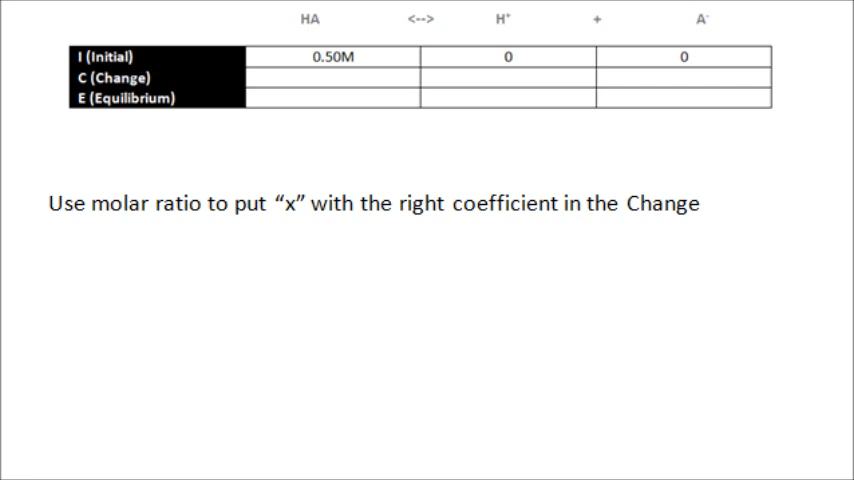 HA <--> H⁺ + A⁻
I (Initial) 0.50M 0 0
C (Change)
E (Equilibrium)
Use molar ratio to put “x” with the right coefficient in the Change